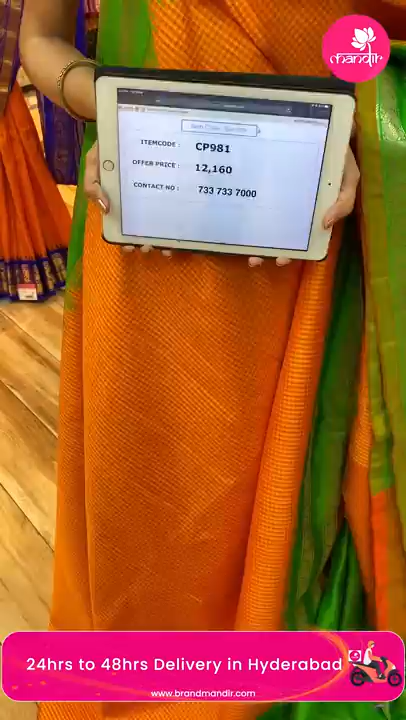 mandir
ITEMCODE : CP981
OFFER PRICE : 12,160
CONTACT NO : 733 733 7000
24hrs to 48hrs Delivery in Hyderabad
www.brandmandir.com